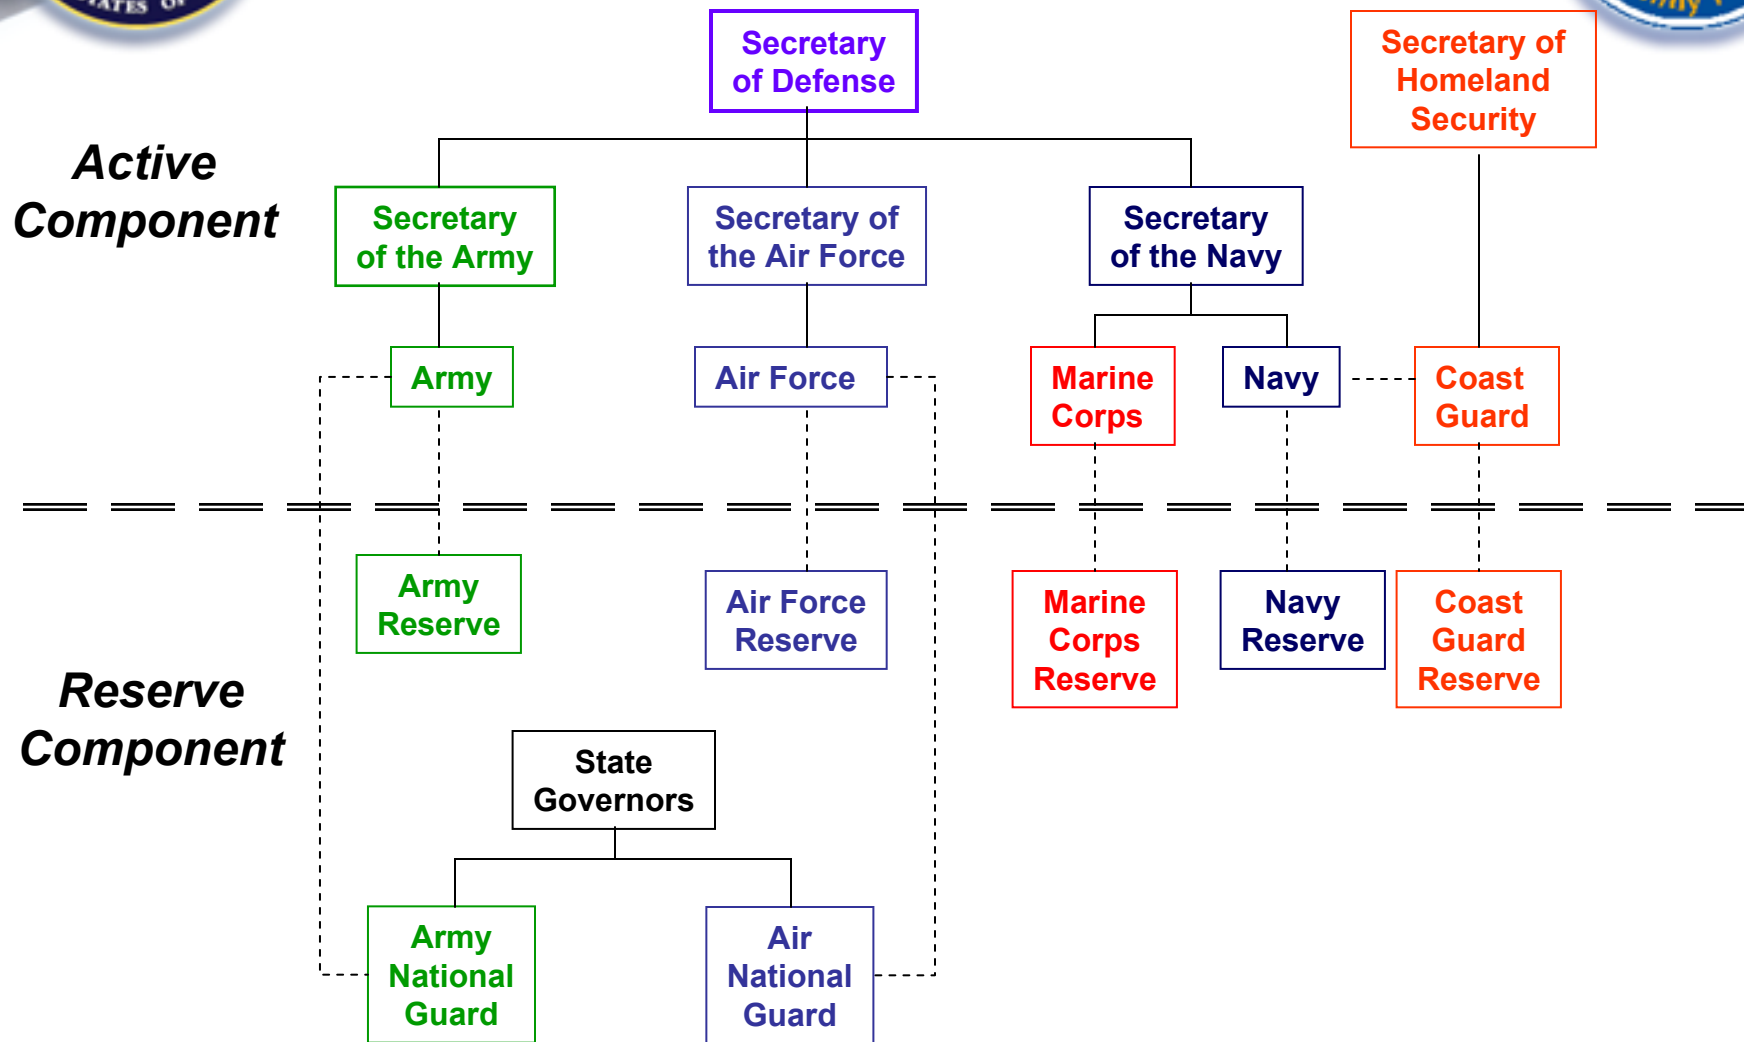 TATES OF
Secretary
of Defense
Secretary of
Homeland
Security
Active
Component
Secretary
of the Army
Secretary of
the Air Force
Secretary
of the Navy
Army
Air Force
Marine
Corps
Navy
Coast
Guard
Army
Reserve
Air Force
Reserve
Marine
Corps
Reserve
Navy
Reserve
Coast
Guard
Reserve
Reserve
Component
State
Governors
Army
National
Guard
Air
National
Guard